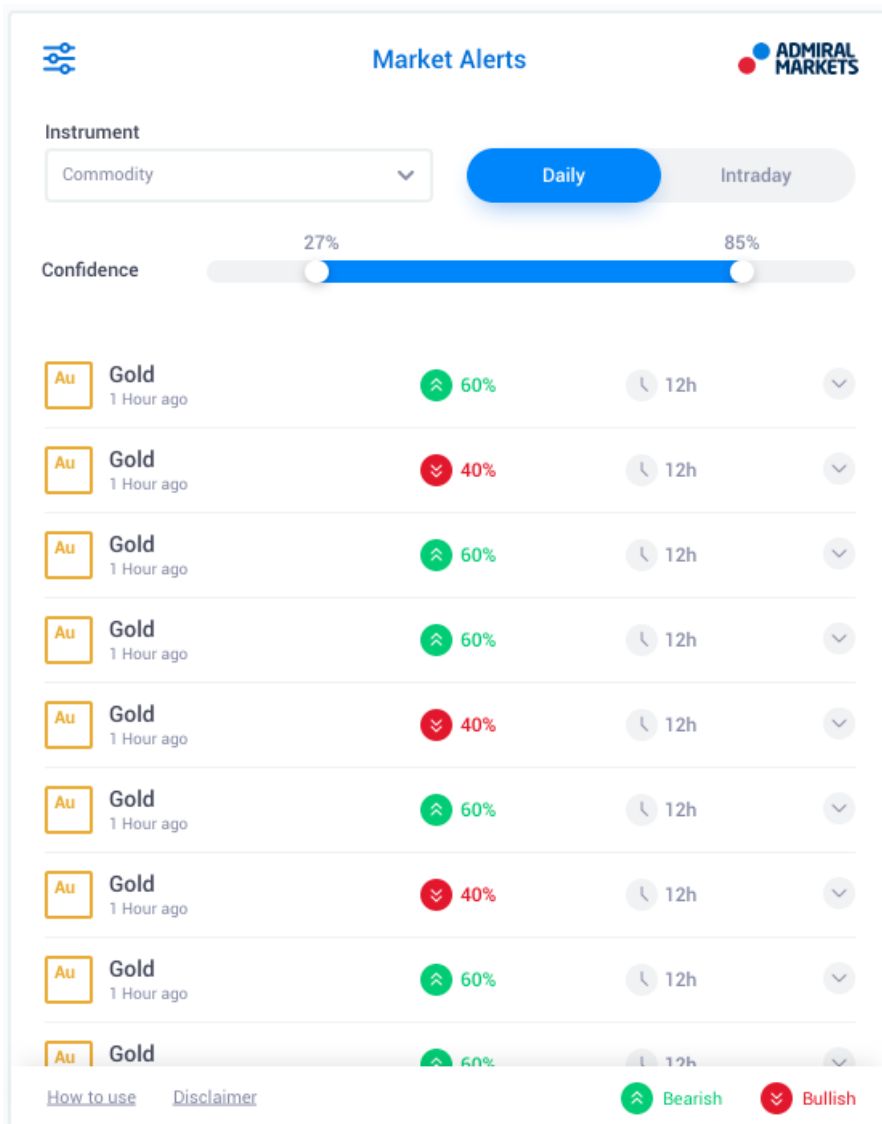 Market Alerts
ADMIRAL
MARKETS
Instrument
Commodity
Daily
Intraday
27%
85%
Confidence
Au
Gold
1 Hour ago
60%
12h
Au
Gold
1 Hour ago
40%
12h
Au
Gold
1 Hour ago
60%
12h
Au
Gold
1 Hour ago
60%
12h
Au
Gold
1 Hour ago
40%
12h
Au
Gold
1 Hour ago
60%
12h
Au
Gold
1 Hour ago
40%
12h
Au
Gold
1 Hour ago
60%
12h
Au
Gold
60%
12h
How to use
Disclaimer
Bearish
Bullish